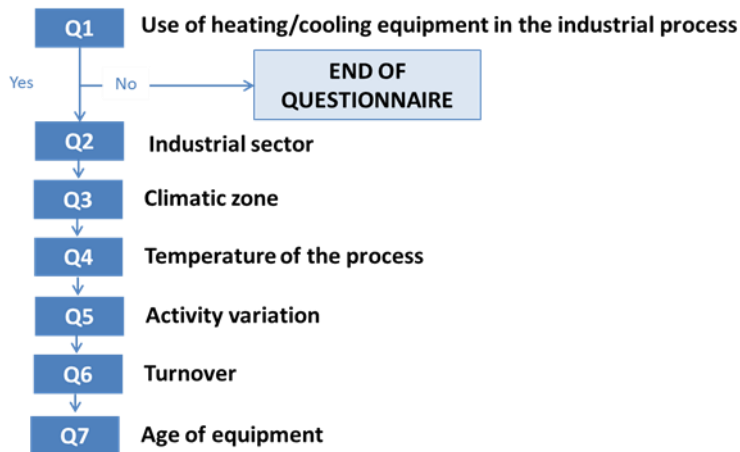 Q1 Use of heating/cooling equipment in the industrial process
Yes No END OF
QUESTIONNAIRE
Q2 Industrial sector
Q3 Climatic zone
Q4 Temperature of the process
Q5 Activity variation
Q6 Turnover
Q7 Age of equipment